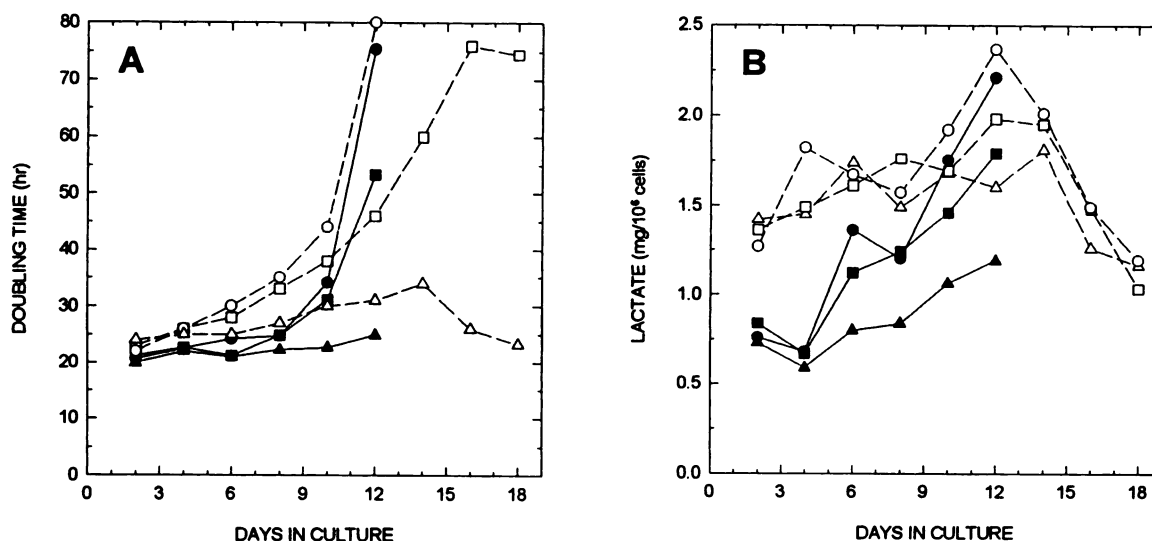 A
DOUBLING TIME (hr)
80
70
60
50
40
30
20
10
0
0 3 6 9 12 15 18
DAYS IN CULTURE
B
LACTATE (mg/10⁶ cells)
2.5
2.0
1.5
1.0
0.5
0.0
0 3 6 9 12 15 18
DAYS IN CULTURE